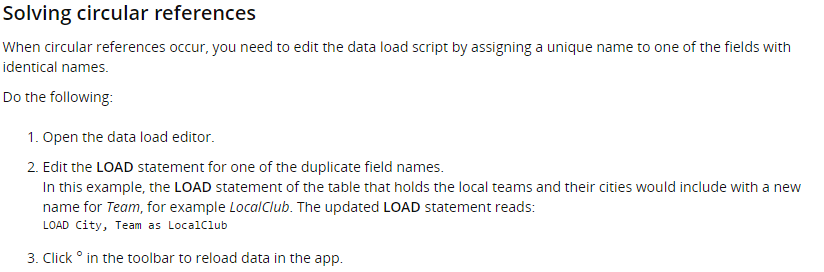 Solving circular references
When circular references occur, you need to edit the data load script by assigning a unique name to one of the fields with
identical names.
Do the following:
1. Open the data load editor.
2. Edit the LOAD statement for one of the duplicate field names.
In this example, the LOAD statement of the table that holds the local teams and their cities would include with a new
name for Team, for example LocalClub. The updated LOAD statement reads:
LOAD City, Team as LocalClub
3. Click ° in the toolbar to reload data in the app.